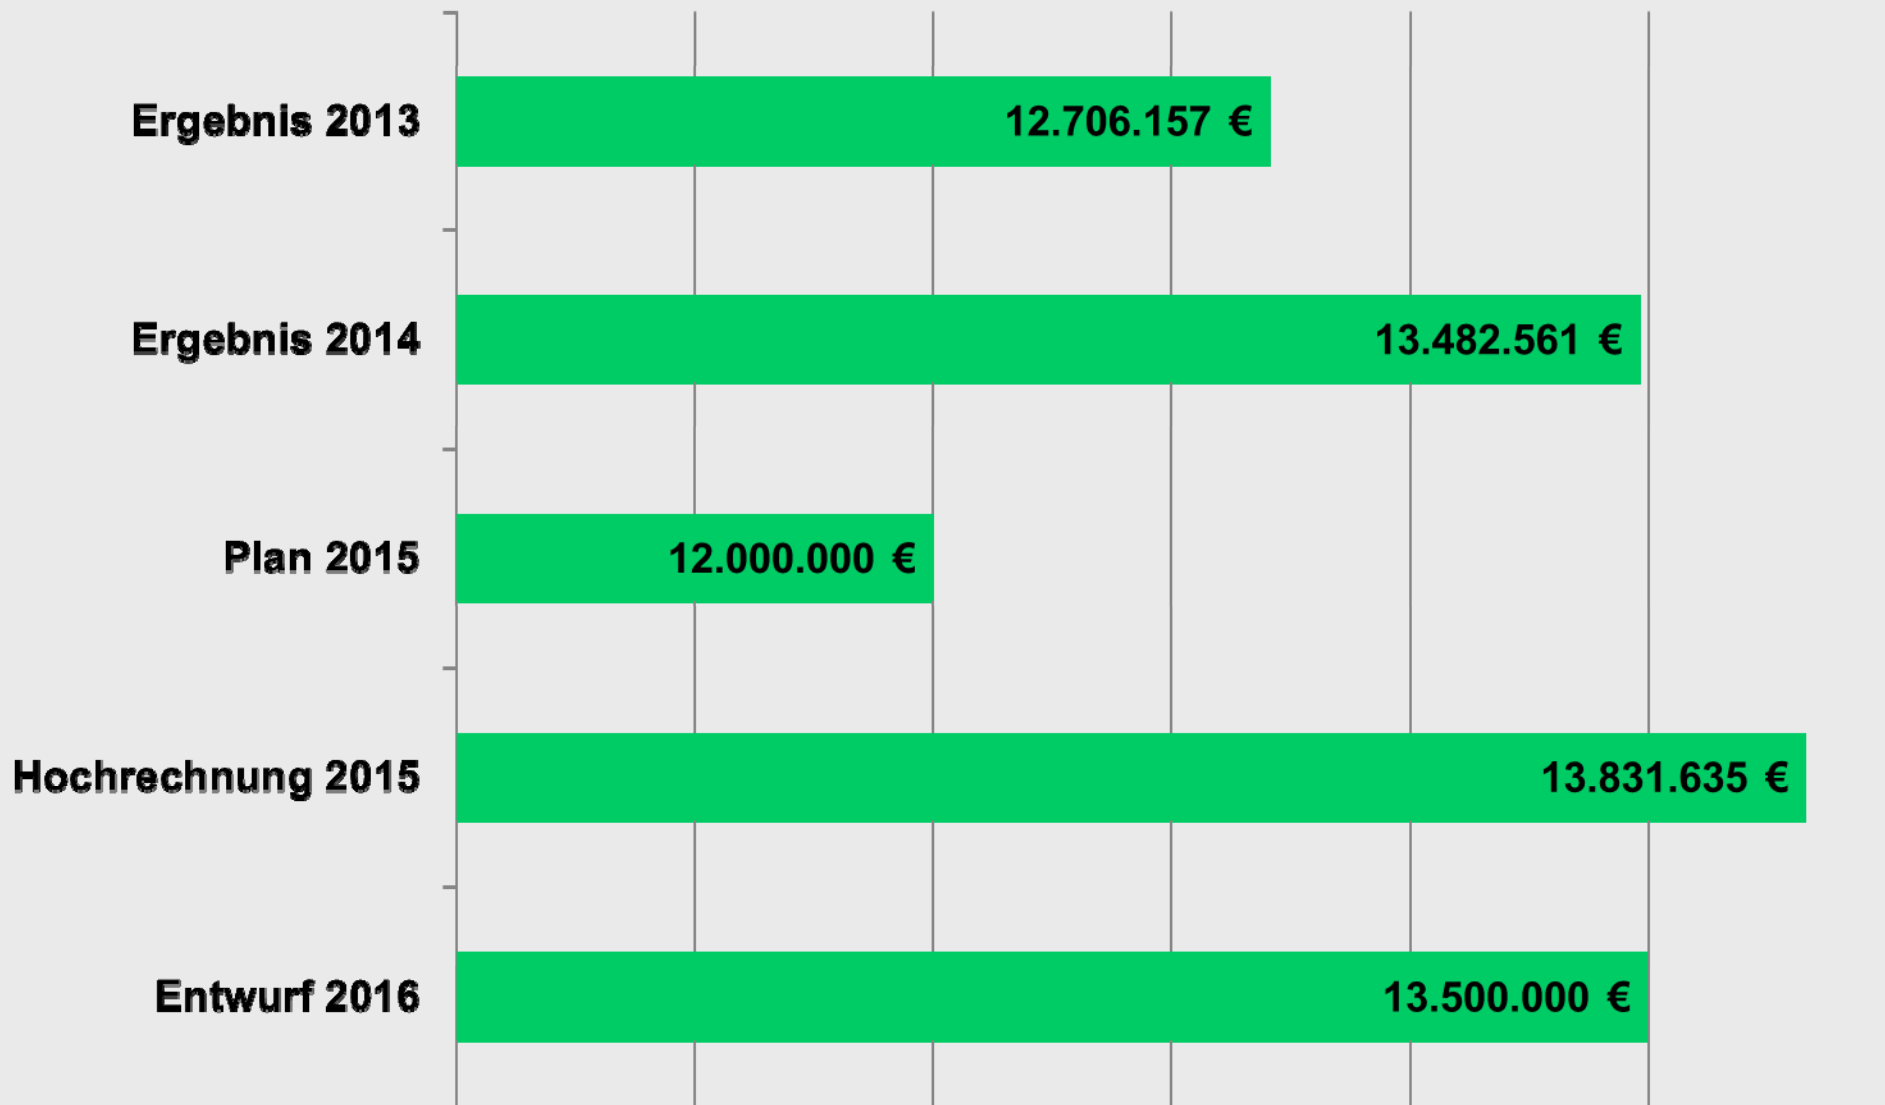 Ergebnis 2013 12.706.157 €
Ergebnis 2014 13.482.561 €
Plan 2015 12.000.000 €
Hochrechnung 2015 13.831.635 €
Entwurf 2016 13.500.000 €